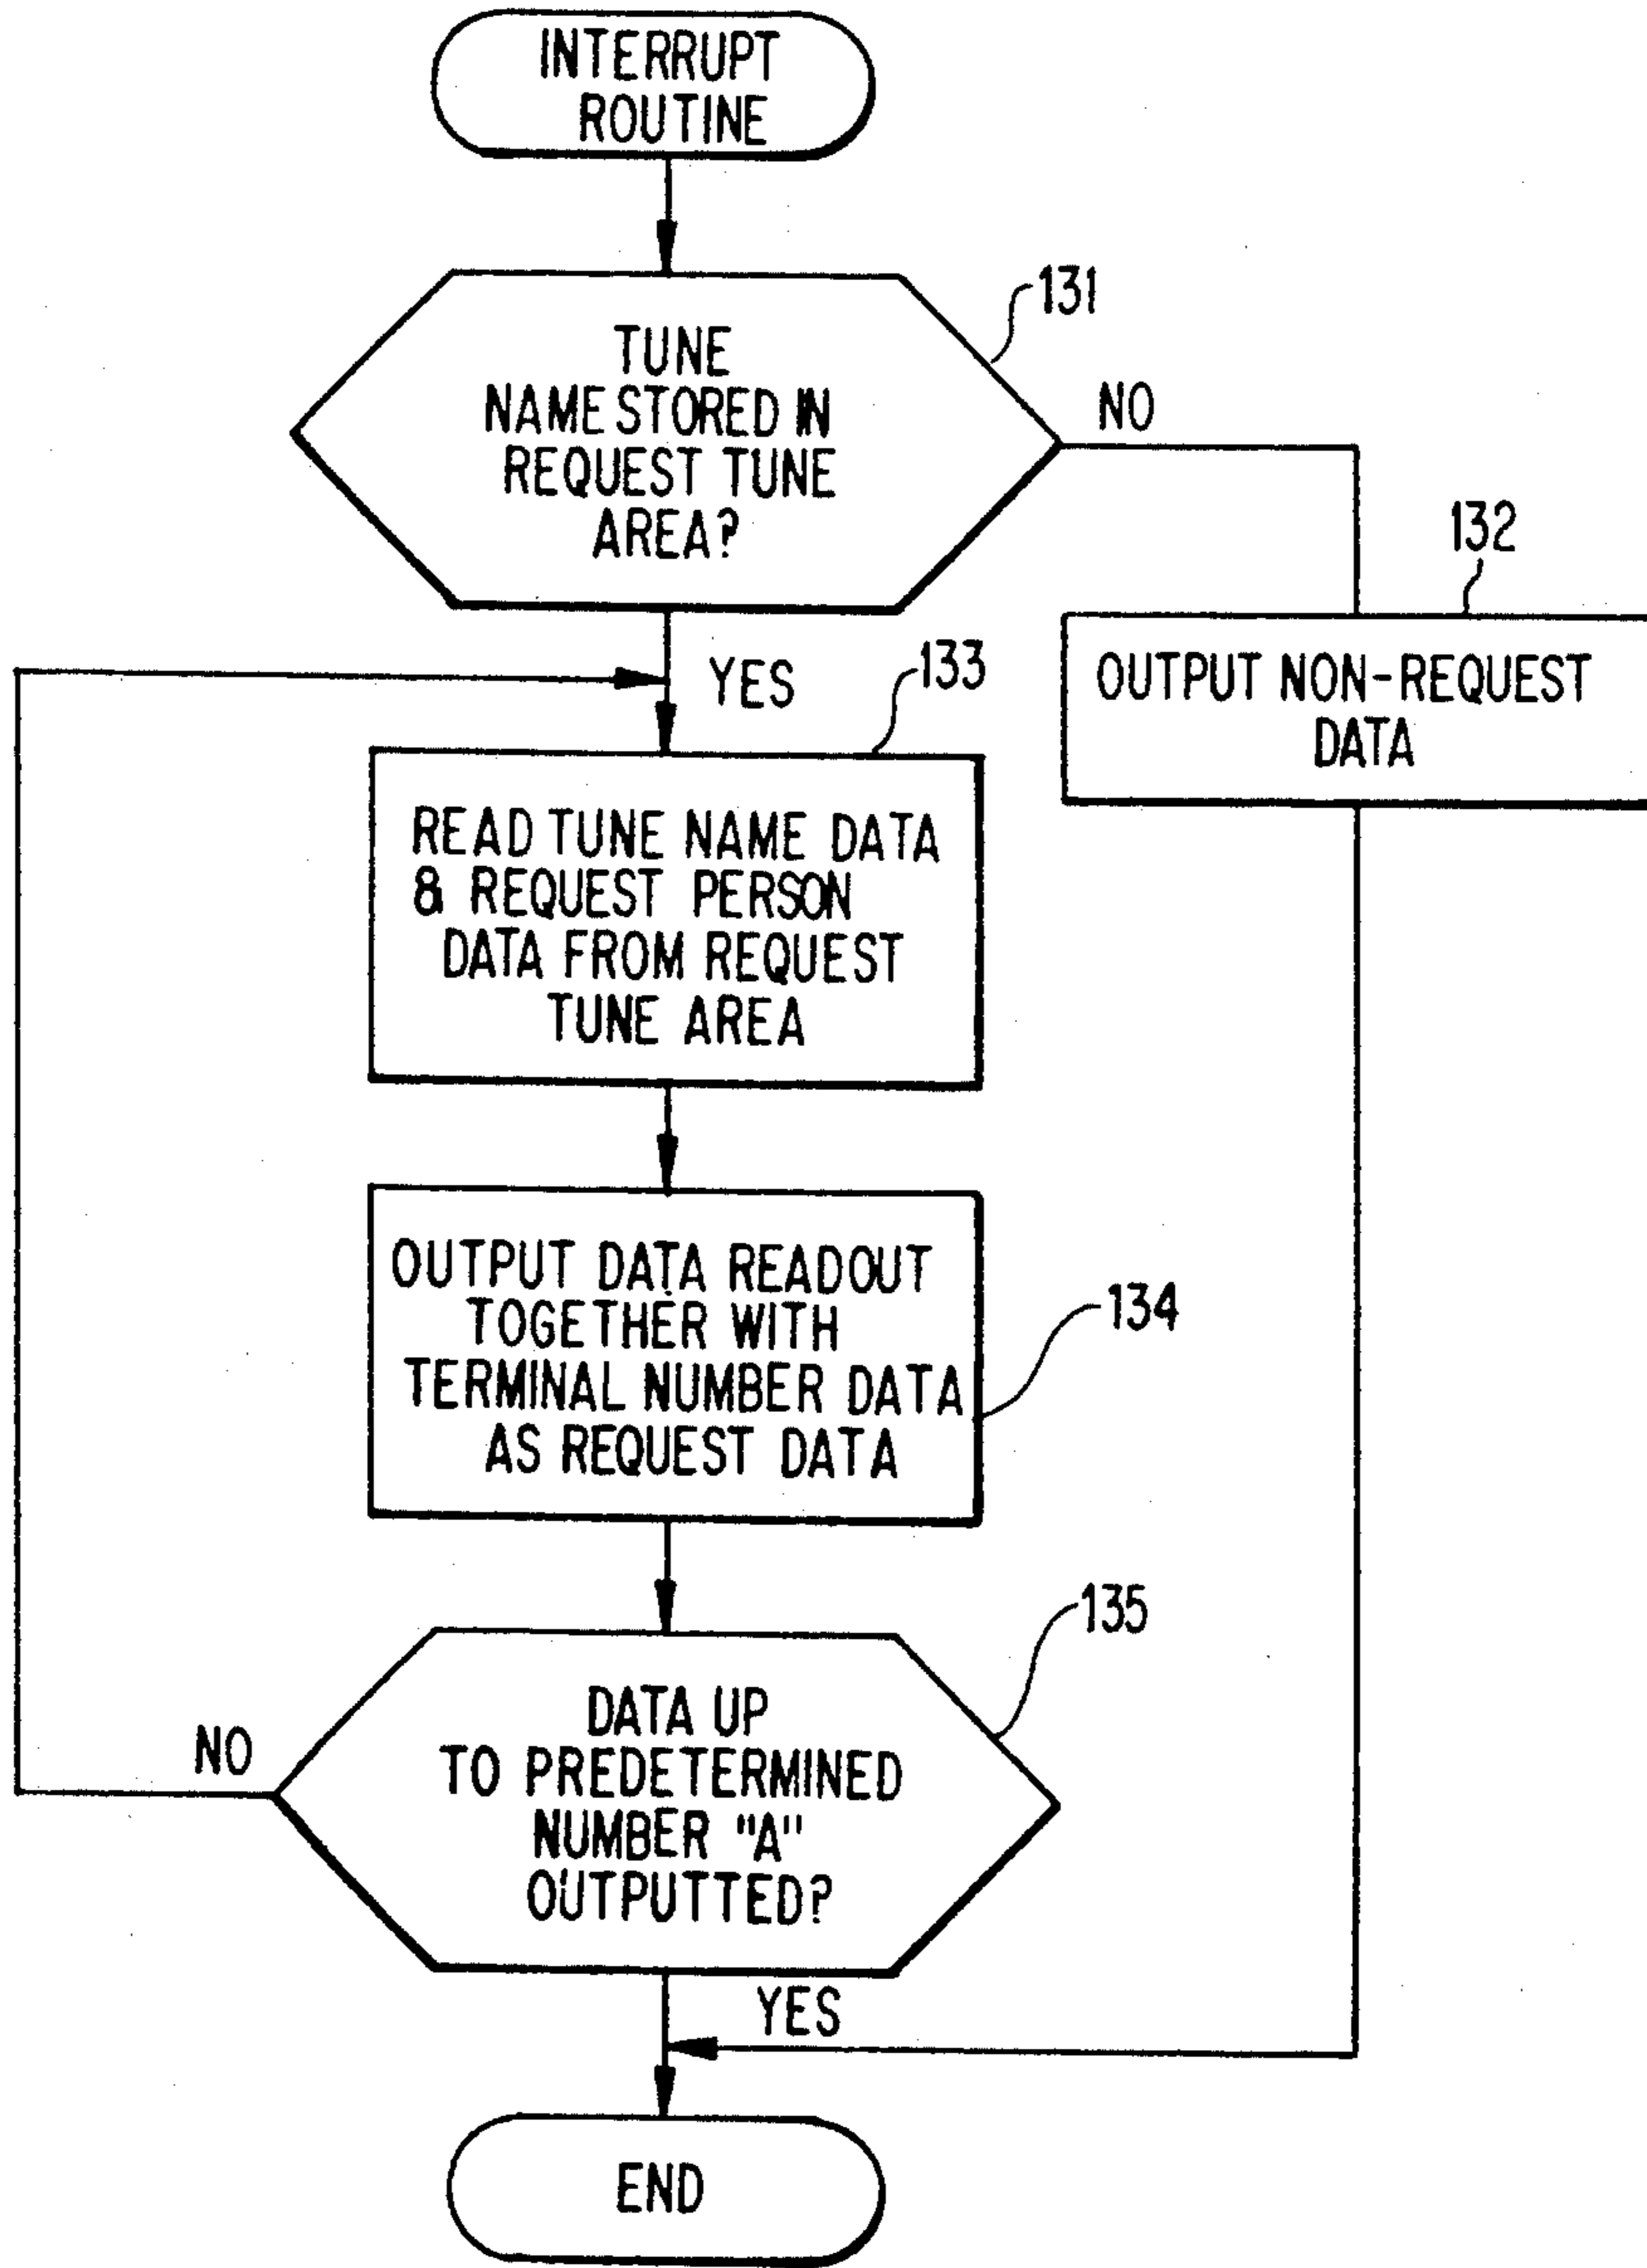 INTERRUPT
ROUTINE
131
TUNE
NAME STORED IN
REQUEST TUNE
AREA?
NO
132
OUTPUT NON-REQUEST
DATA
YES
133
READ TUNE NAME DATA
& REQUEST PERSON
DATA FROM REQUEST
TUNE AREA
134
OUTPUT DATA READOUT
TOGETHER WITH
TERMINAL NUMBER DATA
AS REQUEST DATA
135
DATA UP
TO PREDETERMINED
NUMBER "A"
OUTPUTTED?
NO
YES
END